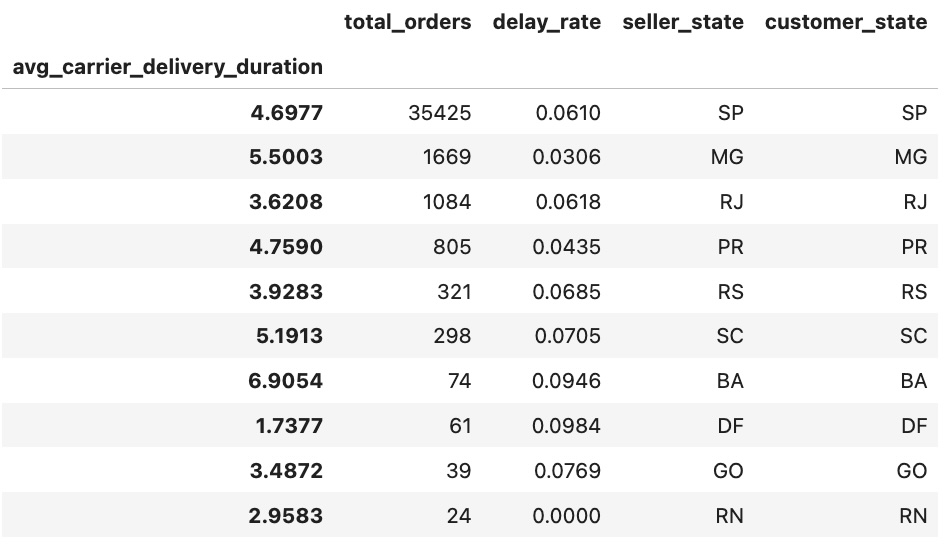 total_orders delay_rate seller_state customer_state
avg_carrier_delivery_duration
4.6977 35425 0.0610 SP SP
5.5003 1669 0.0306 MG MG
3.6208 1084 0.0618 RJ RJ
4.7590 805 0.0435 PR PR
3.9283 321 0.0685 RS RS
5.1913 298 0.0705 SC SC
6.9054 74 0.0946 BA BA
1.7377 61 0.0984 DF DF
3.4872 39 0.0769 GO GO
2.9583 24 0.0000 RN RN